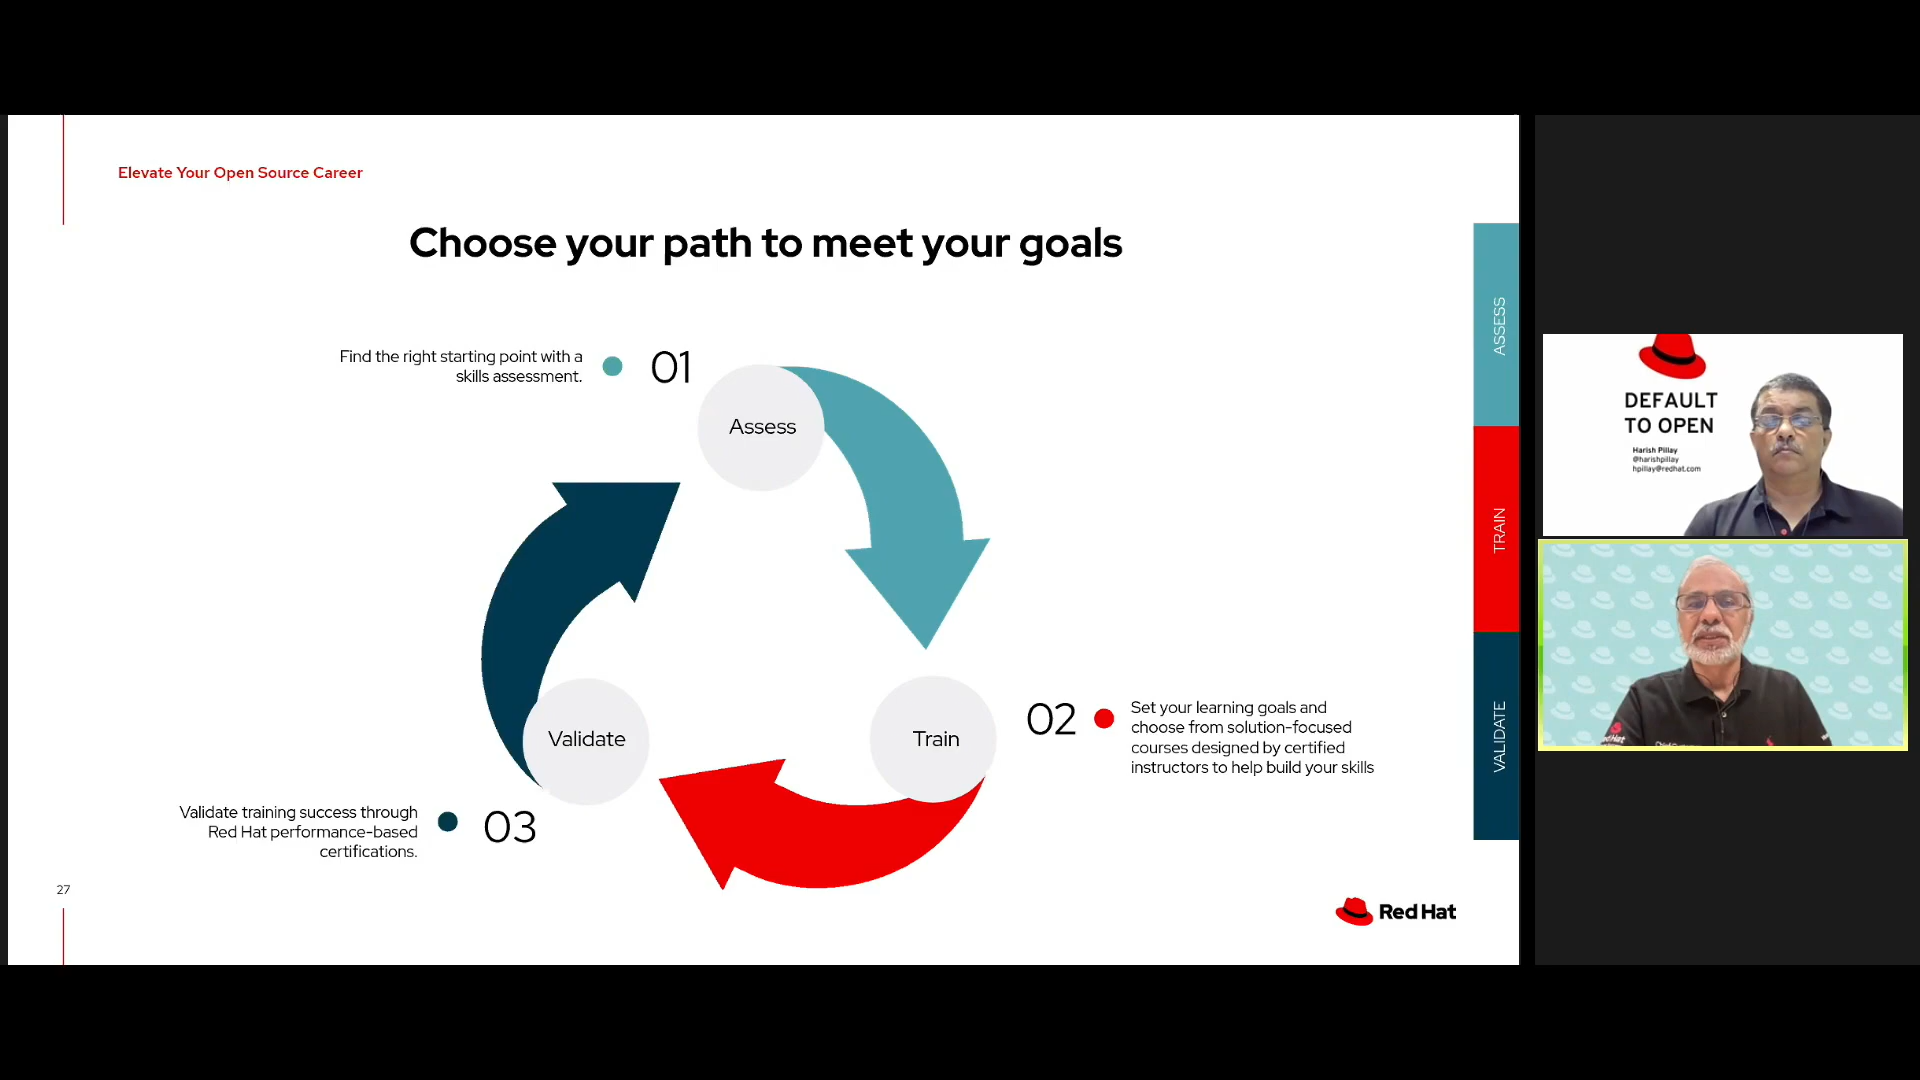 Elevate Your Open Source Career
Choose your path to meet your goals
Find the right starting point with a
skills assessment.
01
Assess
02
Train
Set your learning goals and
choose from solution-focused
courses designed by certified
instructors to help build your skills
Validate
03
Validate training success through
Red Hat performance-based
certifications.
27
Red Hat
ASSESS
TRAIN
VALIDATE
DEFAULT
TO OPEN
Harish Pillay
@harishpillay
hpillay@redhat.com